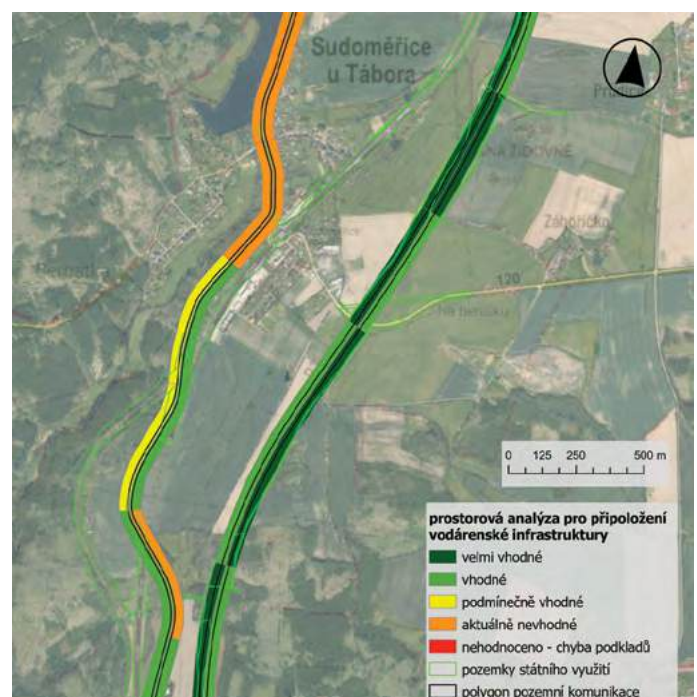 Sudoměřice
u Tábora
Záhoříčko
120
0 125 250 500 m
prostorová analýza pro připoložení
vodárenské infrastruktury
velmi vhodné
vhodné
podmínečně vhodné
aktuálně nevhodné
nehodnoceno - chyba podkladů
pozemky státního využití
polygon pozemní komunikace